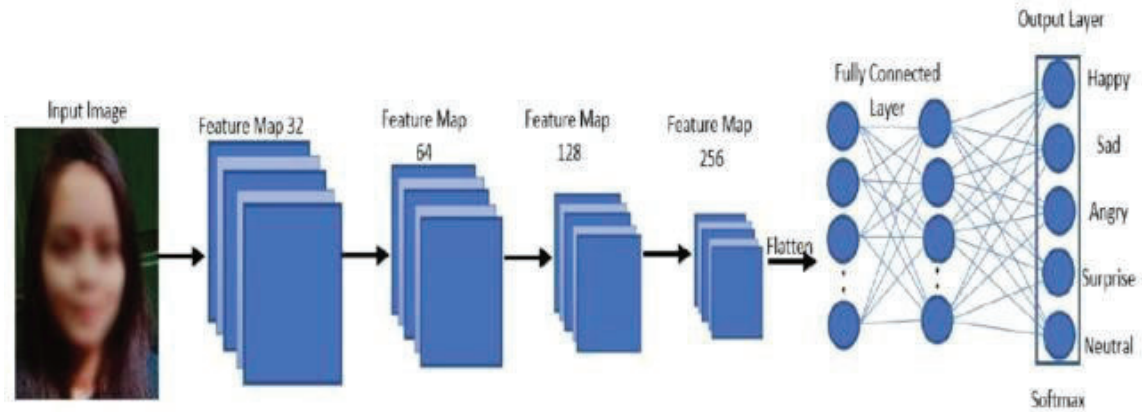 Input Image
Feature Map 32
Feature Map
64
Feature Map
128
Feature Map
256
Flatten
Fully Connected
Layer
Output Layer
Happy
Sad
Angry
Surprise
Neutral
Softmax